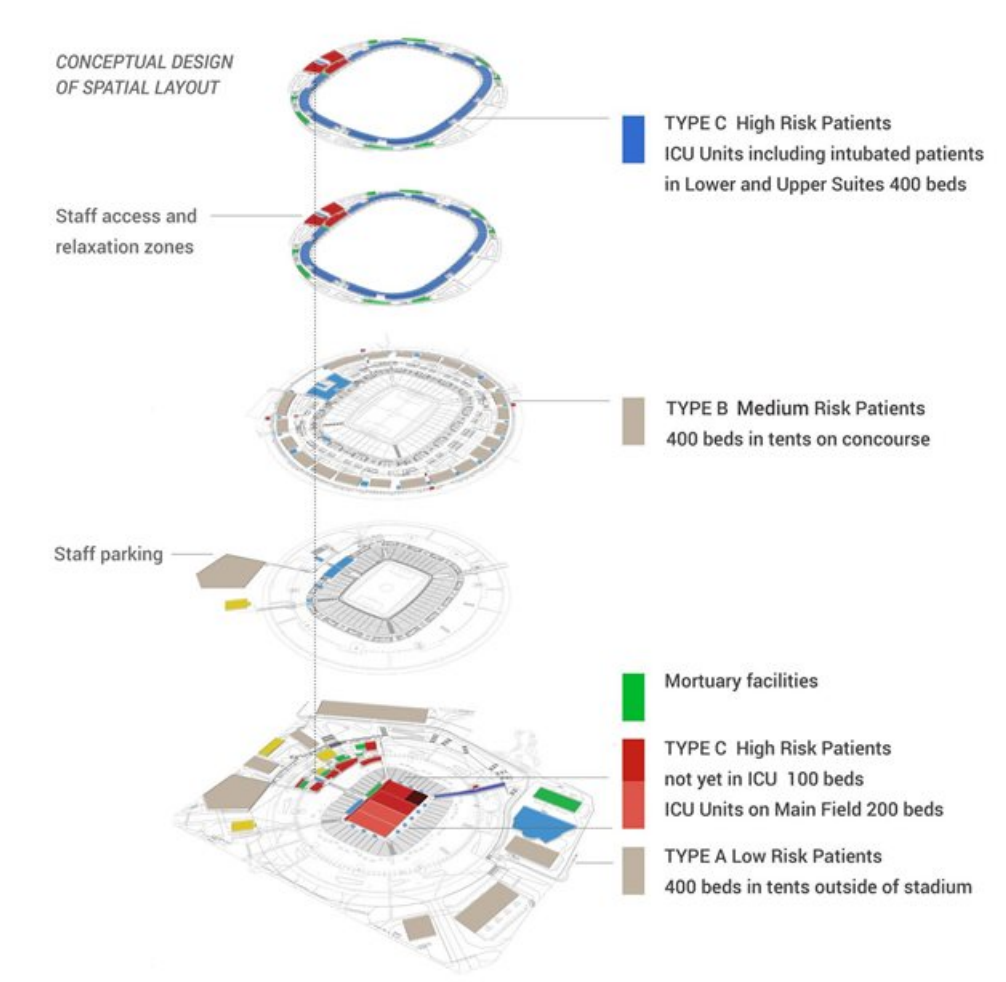 CONCEPTUAL DESIGN
OF SPATIAL LAYOUT
TYPE C High Risk Patients
ICU Units including intubated patients
in Lower and Upper Suites 400 beds
Staff access and
relaxation zones
TYPE B Medium Risk Patients
400 beds in tents on concourse
Staff parking
Mortuary facilities
TYPE C High Risk Patients
not yet in ICU 100 beds
ICU Units on Main Field 200 beds
TYPE A Low Risk Patients
400 beds in tents outside of stadium